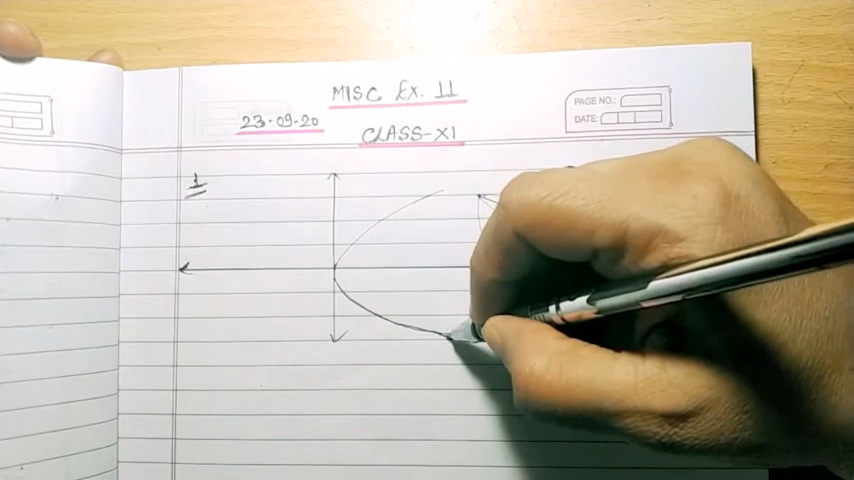 MISC Ex. 11
PAGE NO.:
23.09.20
DATE:
CLASS-XI
1